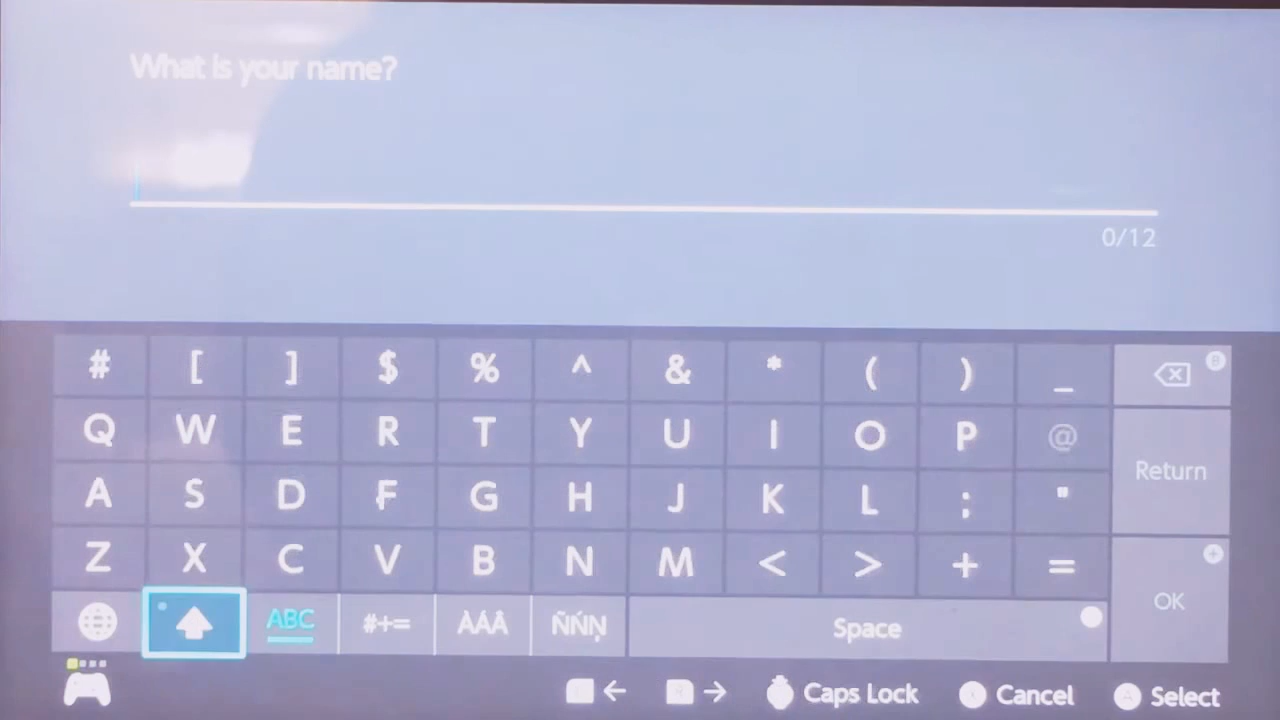 What is your name?
0/12
# [ ] $ % ^ & * ( ) _
Q W E R T Y U I O P @
Return
A S D F G H J K L ; "
Z X C V B N M < > + =
OK
ABC #+= ÀÁÂ ÑŃŅ Space
Caps Lock Cancel Select